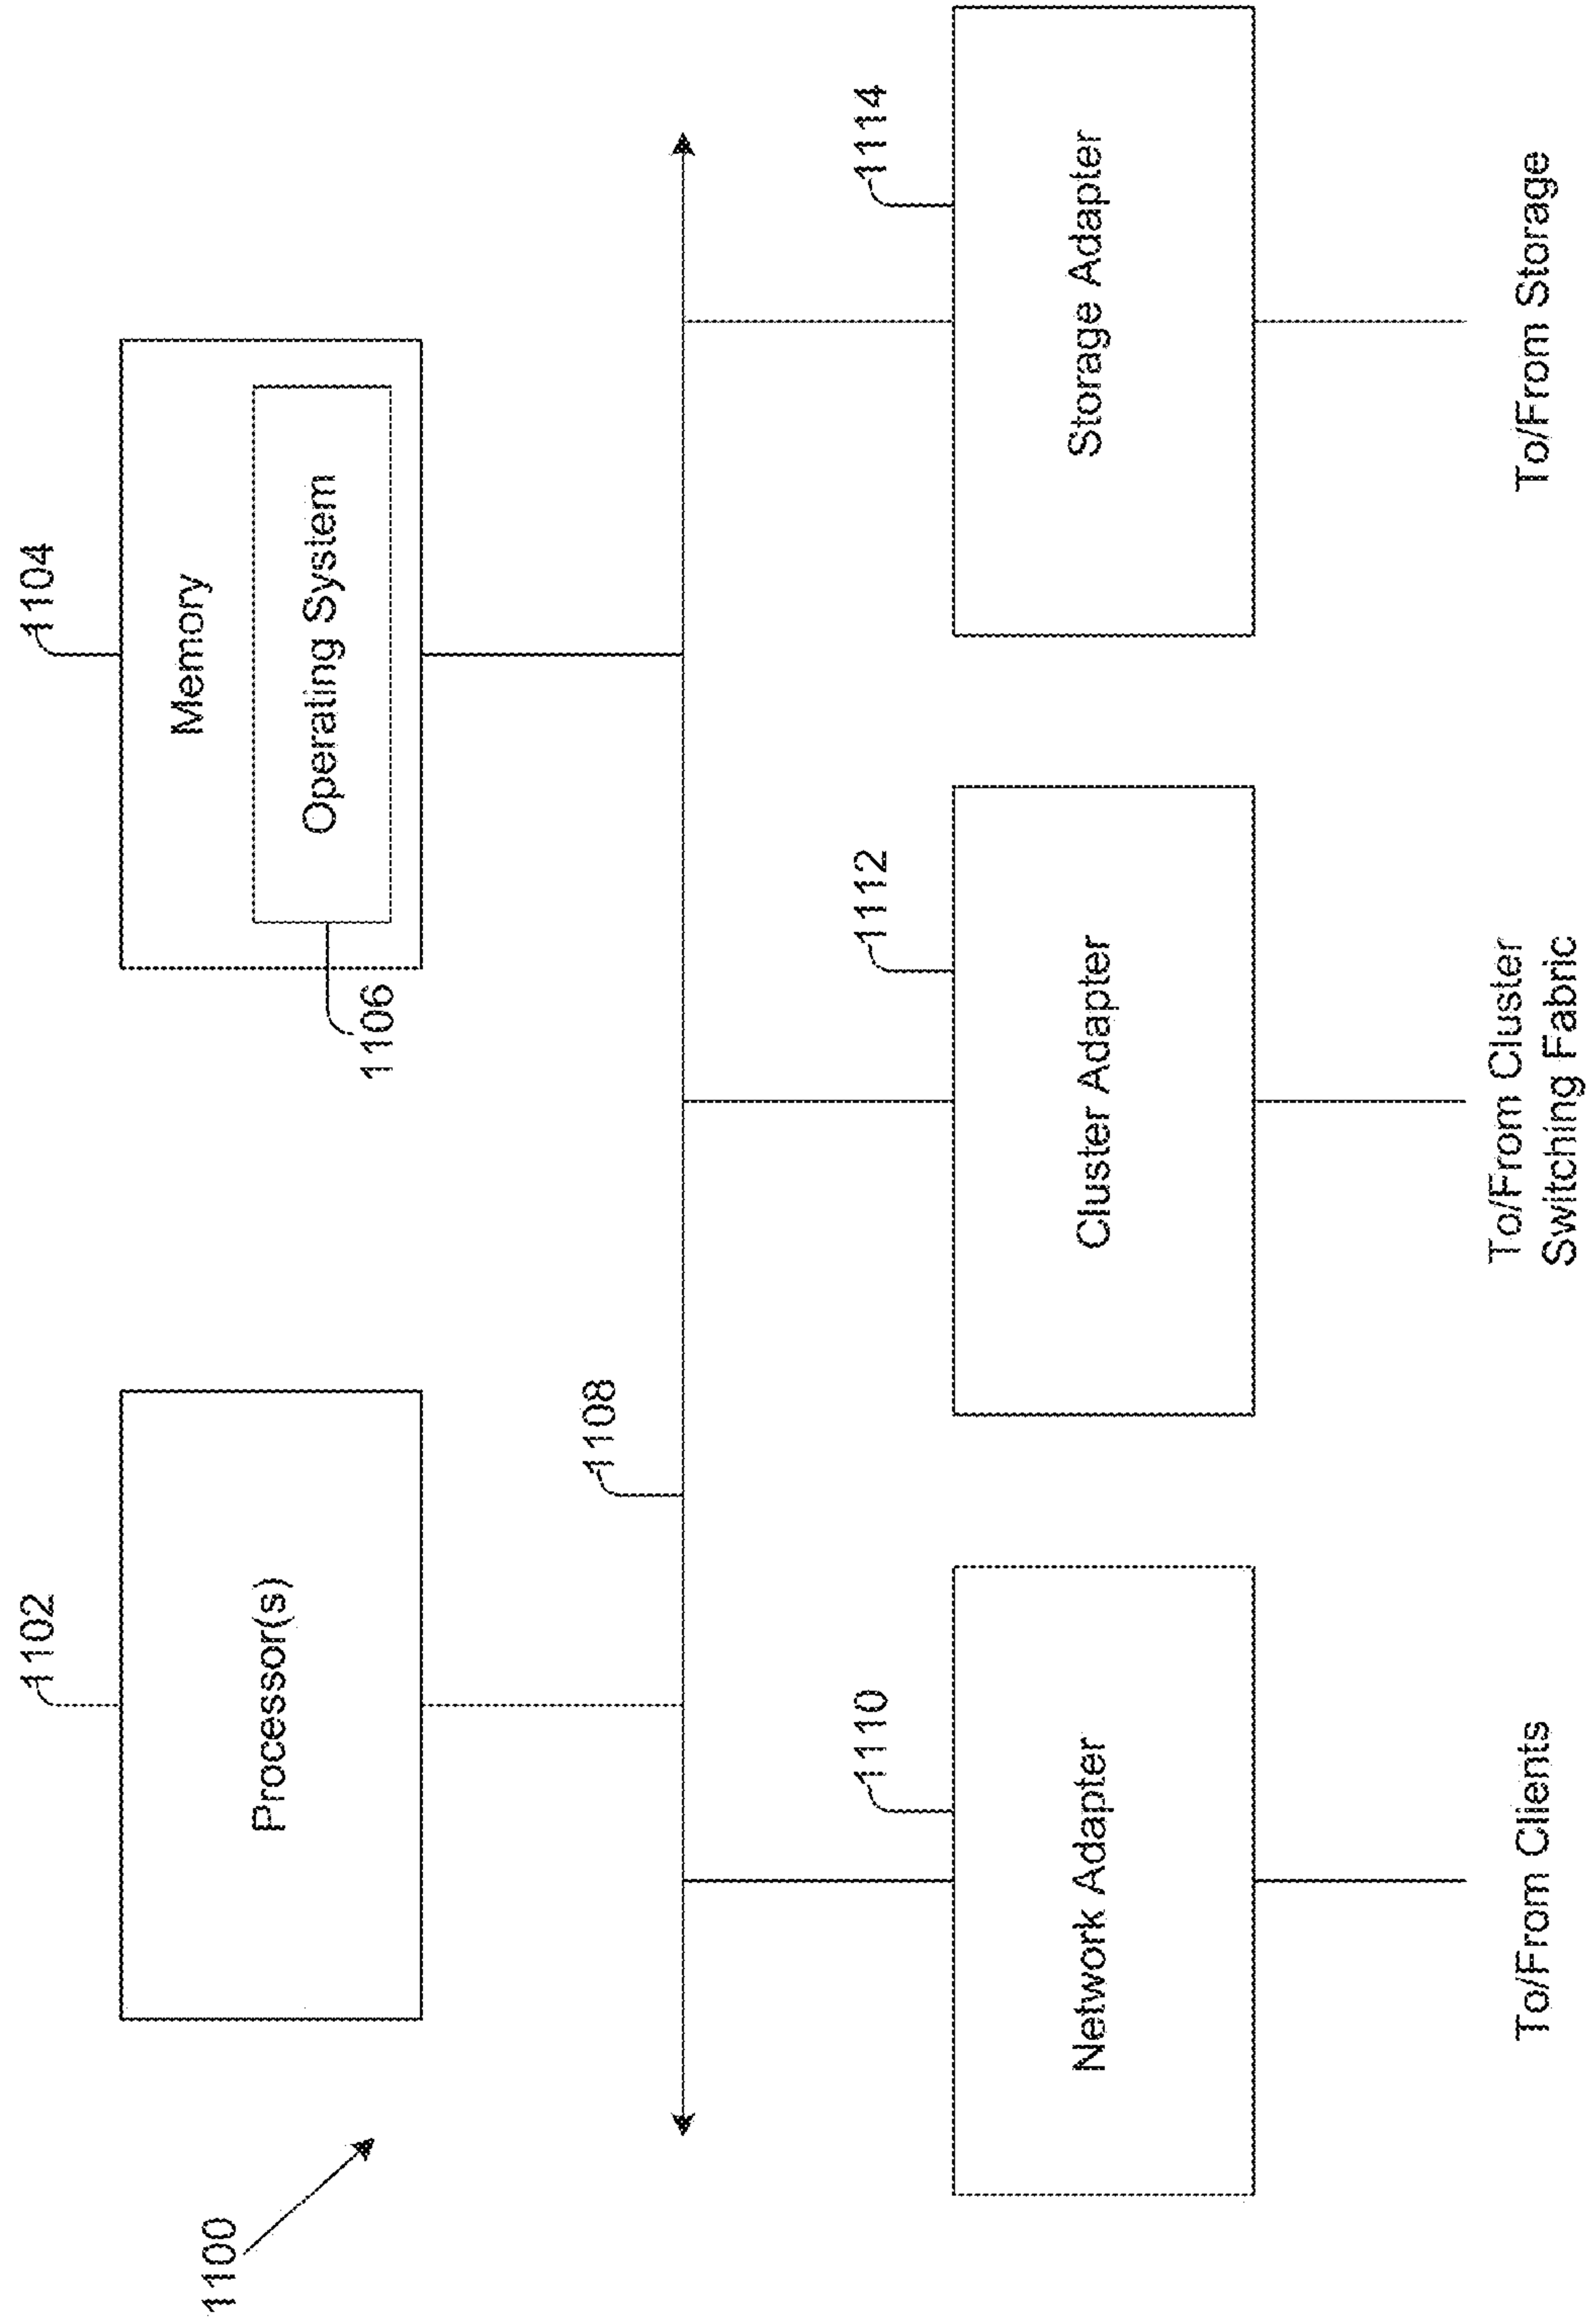 1100
1102
Processor(s)
1104
Memory
Operating System
1106
1108
1110
Network Adapter
1112
Cluster Adapter
1114
Storage Adapter
To/From Clients
To/From Cluster
Switching Fabric
To/From Storage